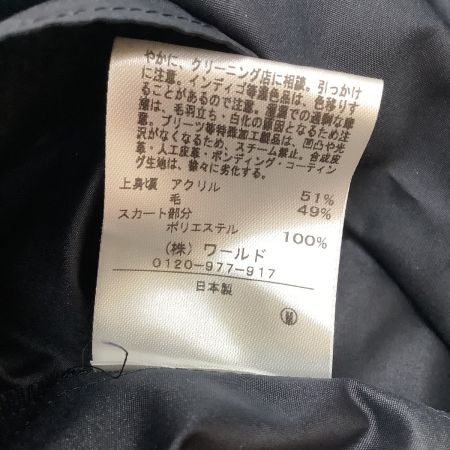 やかに、クリーニング店に相談。引っかけ
に注意。インディゴ等濃色品は、色移りす
ることがあるので注意。湿潤での過剰な摩
擦は、毛羽立ち・白化の原因となるため注
意。プリーツ等特殊加工製品は、凹凸や光
沢がなくなるため、スチーム禁止。合成皮
革・人工皮革・ボンディング・コーティン
グ生地は、徐々に劣化する。
上身頃 アクリル 51%
毛 49%
スカート部分
ポリエステル 100%
(株) ワールド
0120-977-917
日本製